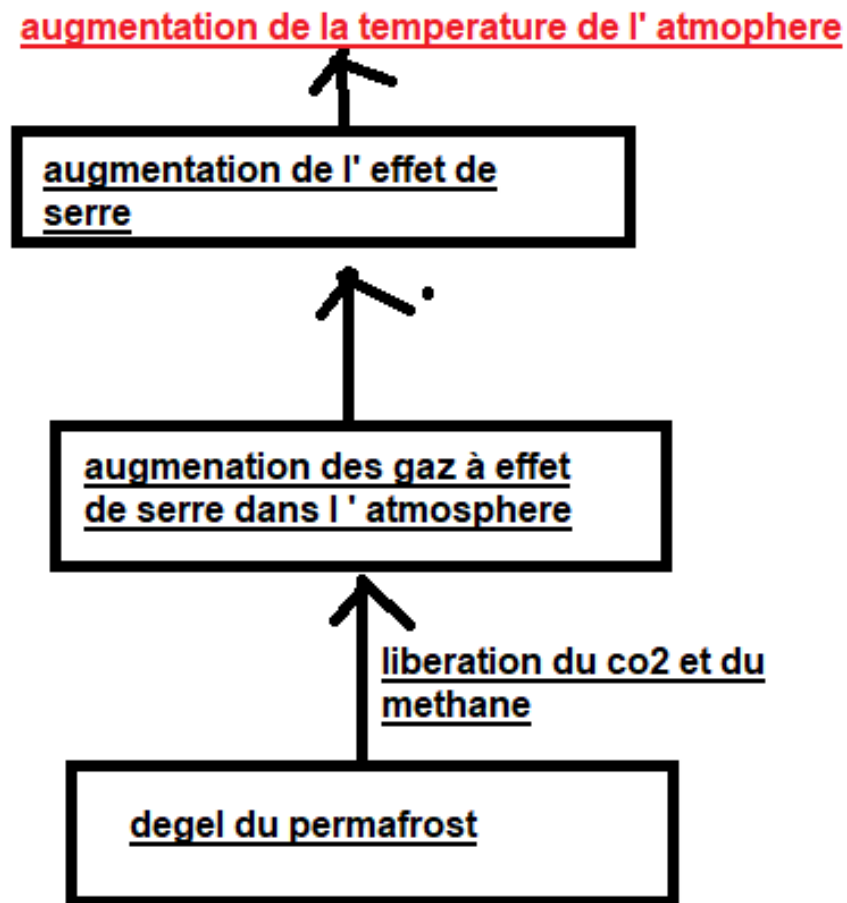 augmentation de la temperature de l' atmophere
augmentation de l' effet de
serre
augmenation des gaz à effet
de serre dans l ' atmosphere
liberation du co2 et du
methane
degel du permafrost